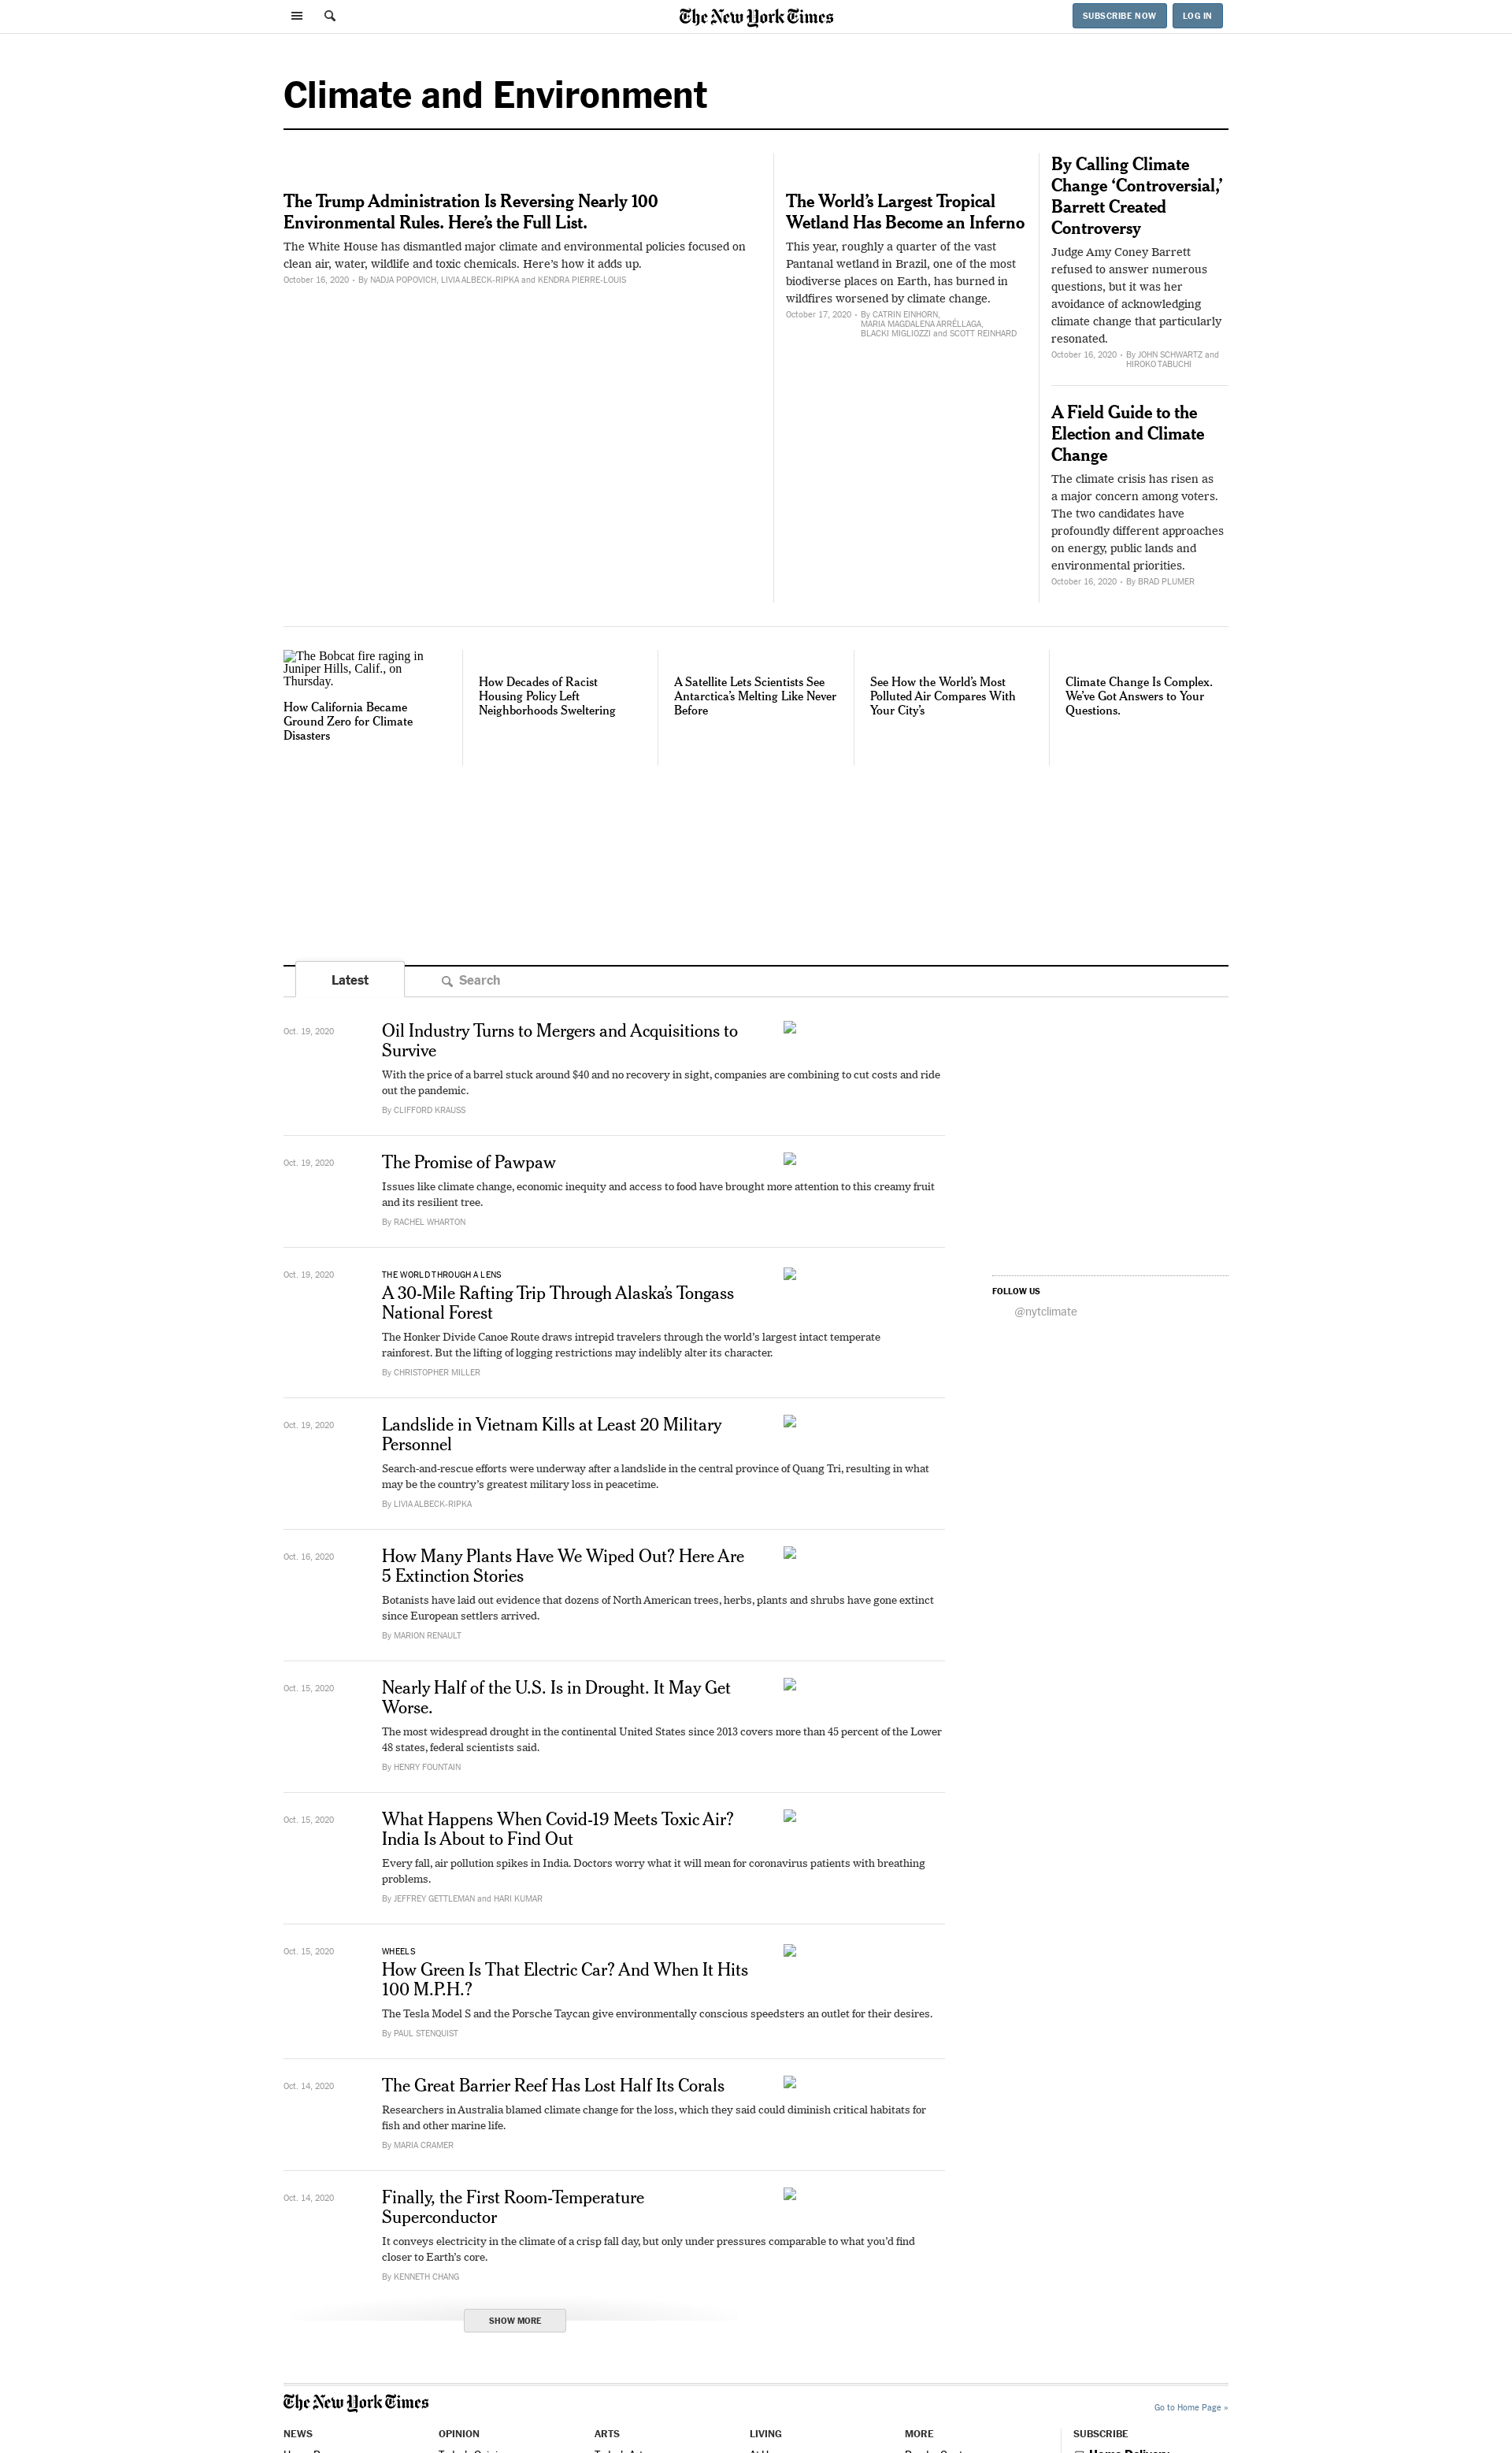 The New York Times
SUBSCRIBE NOW
LOG IN
Climate and Environment
The Trump Administration Is Reversing Nearly 100
Environmental Rules. Here’s the Full List.
The White House has dismantled major climate and environmental policies focused on
clean air, water, wildlife and toxic chemicals. Here’s how it adds up.
October 16, 2020 - By NADJA POPOVICH, LIVIA ALBECK-RIPKA and KENDRA PIERRE-LOUIS
The World’s Largest Tropical
Wetland Has Become an Inferno
This year, roughly a quarter of the vast
Pantanal wetland in Brazil, one of the most
biodiverse places on Earth, has burned in
wildfires worsened by climate change.
October 17, 2020 - By CATRIN EINHORN,
MARIA MAGDALENA ARRÉLLAGA,
BLACKI MIGLIOZZI and SCOTT REINHARD
By Calling Climate
Change ‘Controversial,’
Barrett Created
Controversy
Judge Amy Coney Barrett
refused to answer numerous
questions, but it was her
avoidance of acknowledging
climate change that particularly
resonated.
October 16, 2020 - By JOHN SCHWARTZ and
HIROKO TABUCHI
A Field Guide to the
Election and Climate
Change
The climate crisis has risen as
a major concern among voters.
The two candidates have
profoundly different approaches
on energy, public lands and
environmental priorities.
October 16, 2020 - By BRAD PLUMER
The Bobcat fire raging in
Juniper Hills, Calif., on
Thursday.
How California Became
Ground Zero for Climate
Disasters
How Decades of Racist
Housing Policy Left
Neighborhoods Sweltering
A Satellite Lets Scientists See
Antarctica’s Melting Like Never
Before
See How the World’s Most
Polluted Air Compares With
Your City’s
Climate Change Is Complex.
We’ve Got Answers to Your
Questions.
Latest
Search
Oct. 19, 2020
Oil Industry Turns to Mergers and Acquisitions to
Survive
With the price of a barrel stuck around $40 and no recovery in sight, companies are combining to cut costs and ride
out the pandemic.
By CLIFFORD KRAUSS
Oct. 19, 2020
The Promise of Pawpaw
Issues like climate change, economic inequity and access to food have brought more attention to this creamy fruit
and its resilient tree.
By RACHEL WHARTON
Oct. 19, 2020
THE WORLD THROUGH A LENS
A 30-Mile Rafting Trip Through Alaska’s Tongass
National Forest
The Honker Divide Canoe Route draws intrepid travelers through the world’s largest intact temperate
rainforest. But the lifting of logging restrictions may indelibly alter its character.
By CHRISTOPHER MILLER
FOLLOW US
@nytclimate
Oct. 19, 2020
Landslide in Vietnam Kills at Least 20 Military
Personnel
Search-and-rescue efforts were underway after a landslide in the central province of Quang Tri, resulting in what
may be the country’s greatest military loss in peacetime.
By LIVIA ALBECK-RIPKA
Oct. 16, 2020
How Many Plants Have We Wiped Out? Here Are
5 Extinction Stories
Botanists have laid out evidence that dozens of North American trees, herbs, plants and shrubs have gone extinct
since European settlers arrived.
By MARION RENAULT
Oct. 15, 2020
Nearly Half of the U.S. Is in Drought. It May Get
Worse.
The most widespread drought in the continental United States since 2013 covers more than 45 percent of the Lower
48 states, federal scientists said.
By HENRY FOUNTAIN
Oct. 15, 2020
What Happens When Covid-19 Meets Toxic Air?
India Is About to Find Out
Every fall, air pollution spikes in India. Doctors worry what it will mean for coronavirus patients with breathing
problems.
By JEFFREY GETTLEMAN and HARI KUMAR
Oct. 15, 2020
WHEELS
How Green Is That Electric Car? And When It Hits
100 M.P.H.?
The Tesla Model S and the Porsche Taycan give environmentally conscious speedsters an outlet for their desires.
By PAUL STENQUIST
Oct. 14, 2020
The Great Barrier Reef Has Lost Half Its Corals
Researchers in Australia blamed climate change for the loss, which they said could diminish critical habitats for
fish and other marine life.
By MARIA CRAMER
Oct. 14, 2020
Finally, the First Room-Temperature
Superconductor
It conveys electricity in the climate of a crisp fall day, but only under pressures comparable to what you’d find
closer to Earth’s core.
By KENNETH CHANG
SHOW MORE
The New York Times
Go to Home Page »
NEWS
OPINION
ARTS
LIVING
MORE
SUBSCRIBE
Home Delivery